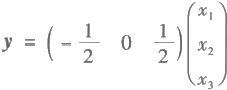 y = ( - 1/2 0 1/2 ) ( x₁ x₂ x₃ )